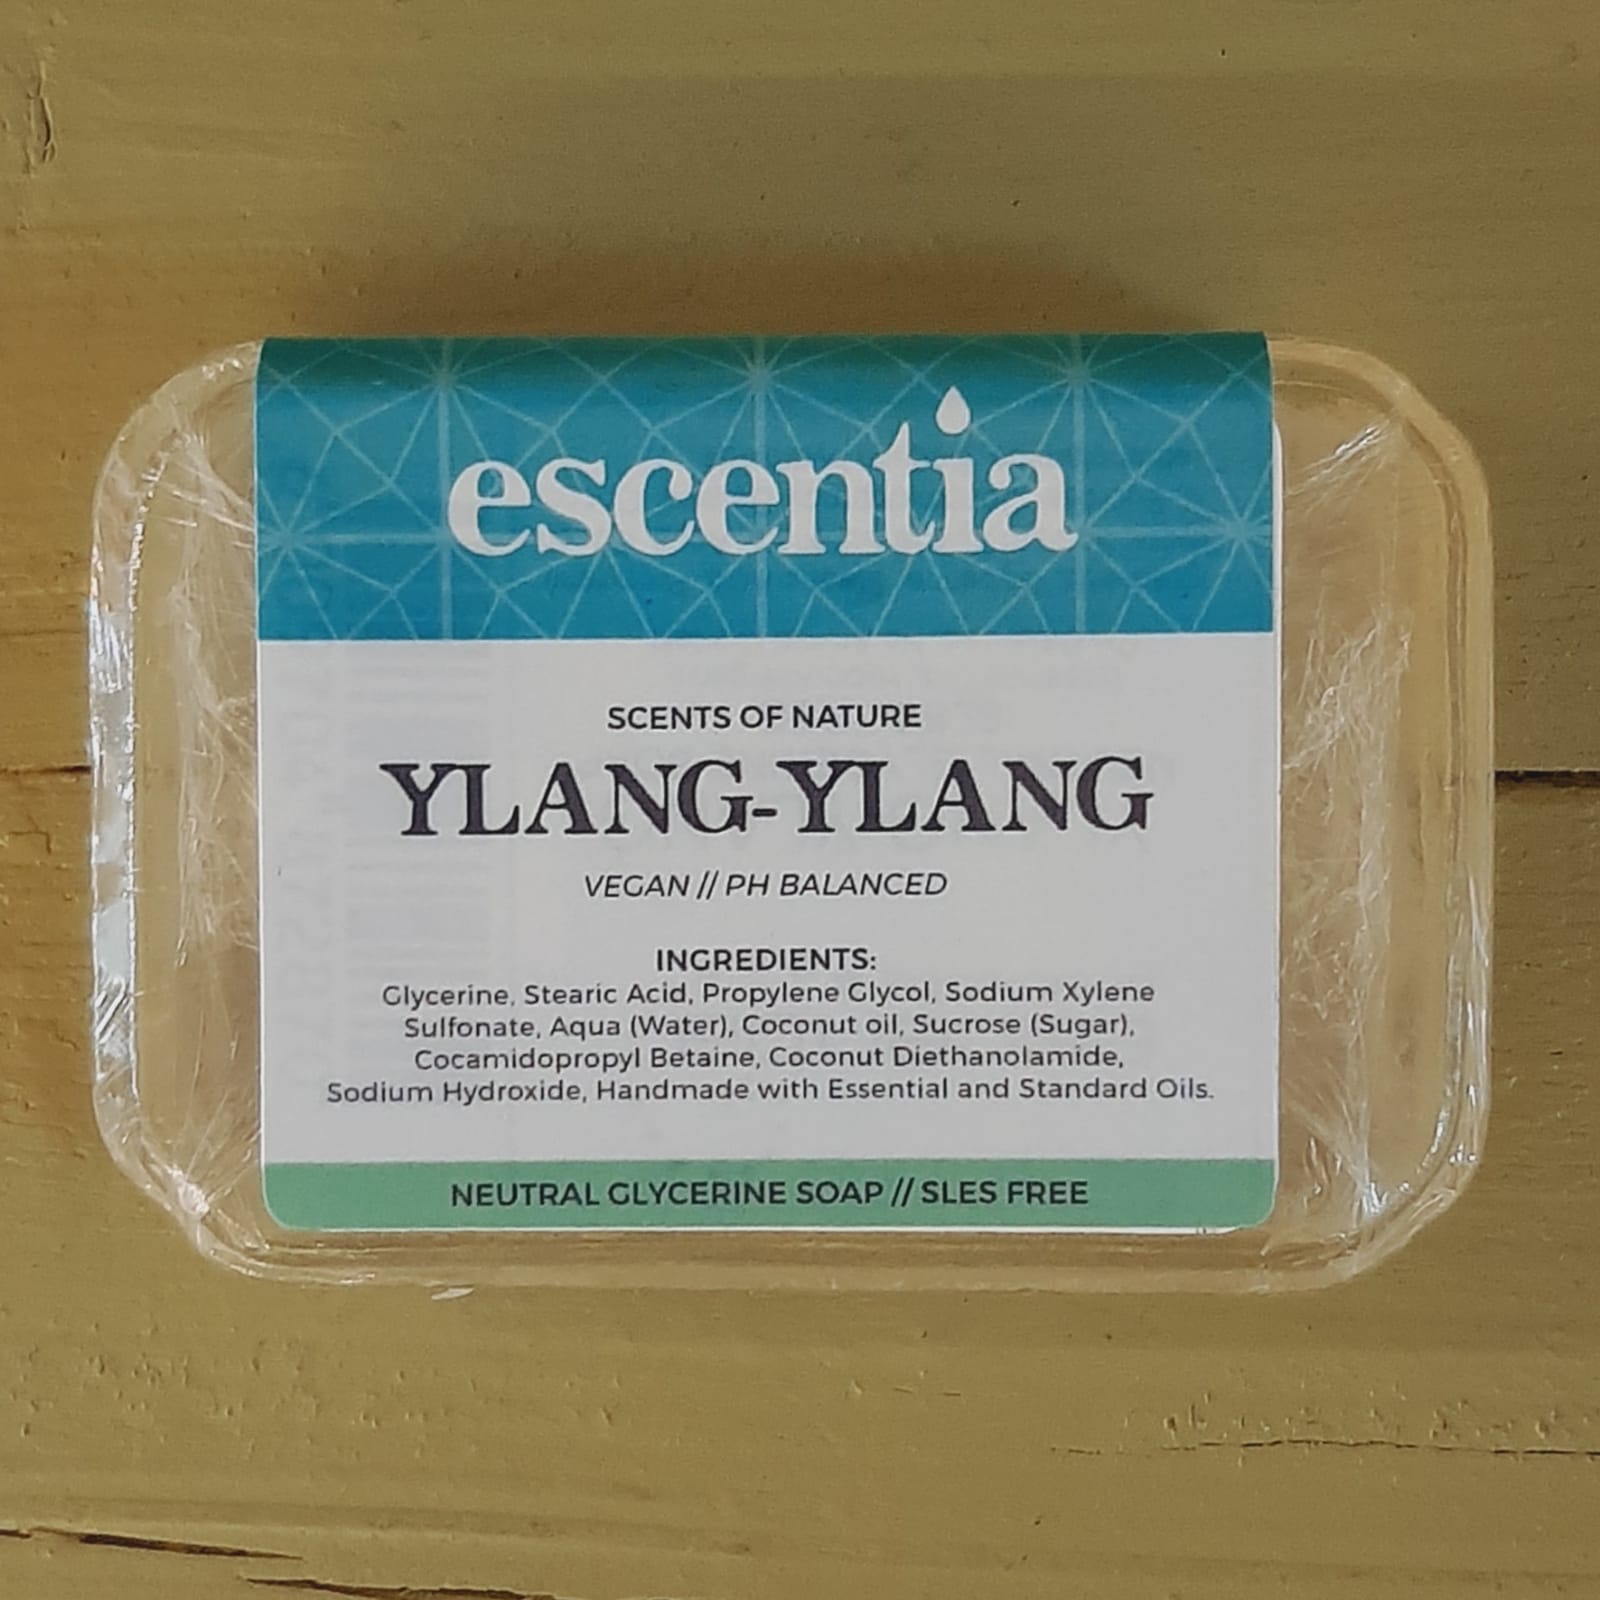 escentia
SCENTS OF NATURE
YLANG-YLANG
VEGAN // PH BALANCED
INGREDIENTS:
Glycerine, Stearic Acid, Propylene Glycol, Sodium Xylene
Sulfonate, Aqua (Water), Coconut oil, Sucrose (Sugar),
Cocamidopropyl Betaine, Coconut Diethanolamide,
Sodium Hydroxide, Handmade with Essential and Standard Oils.
NEUTRAL GLYCERINE SOAP // SLES FREE